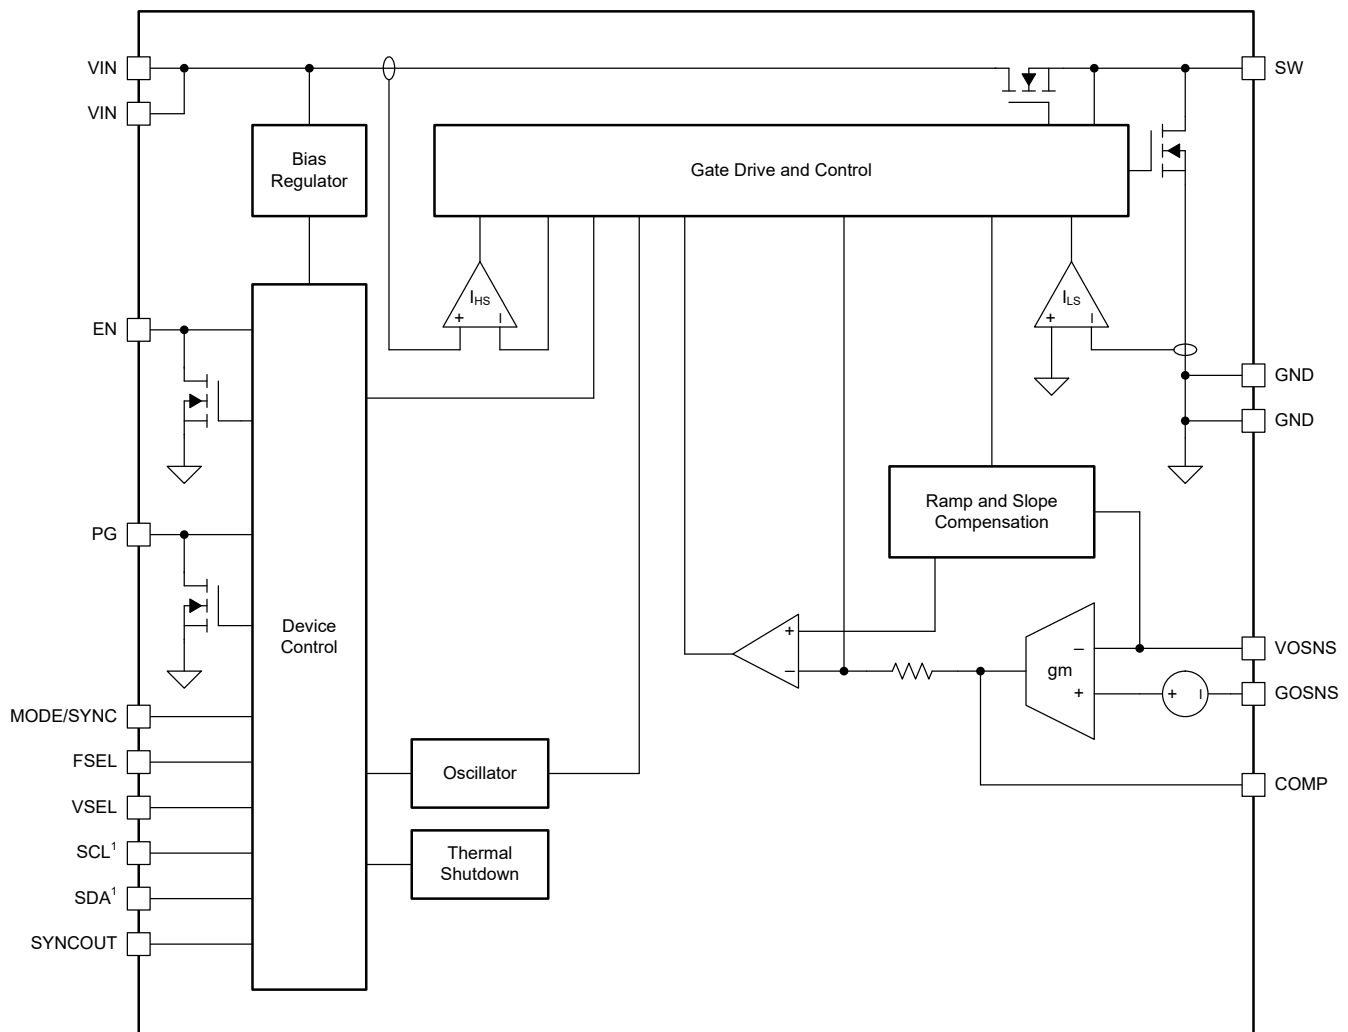 VIN
SW
VIN
Bias
Regulator
Gate Drive and Control
IHS
+ –
ILS
+ –
EN
GND
GND
Ramp and Slope
Compensation
PG
Device
Control
+
–
gm
–
+
VOSNS
+ –
GOSNS
MODE/SYNC
FSEL
Oscillator
COMP
VSEL
SCL¹
Thermal
Shutdown
SDA¹
SYNCOUT